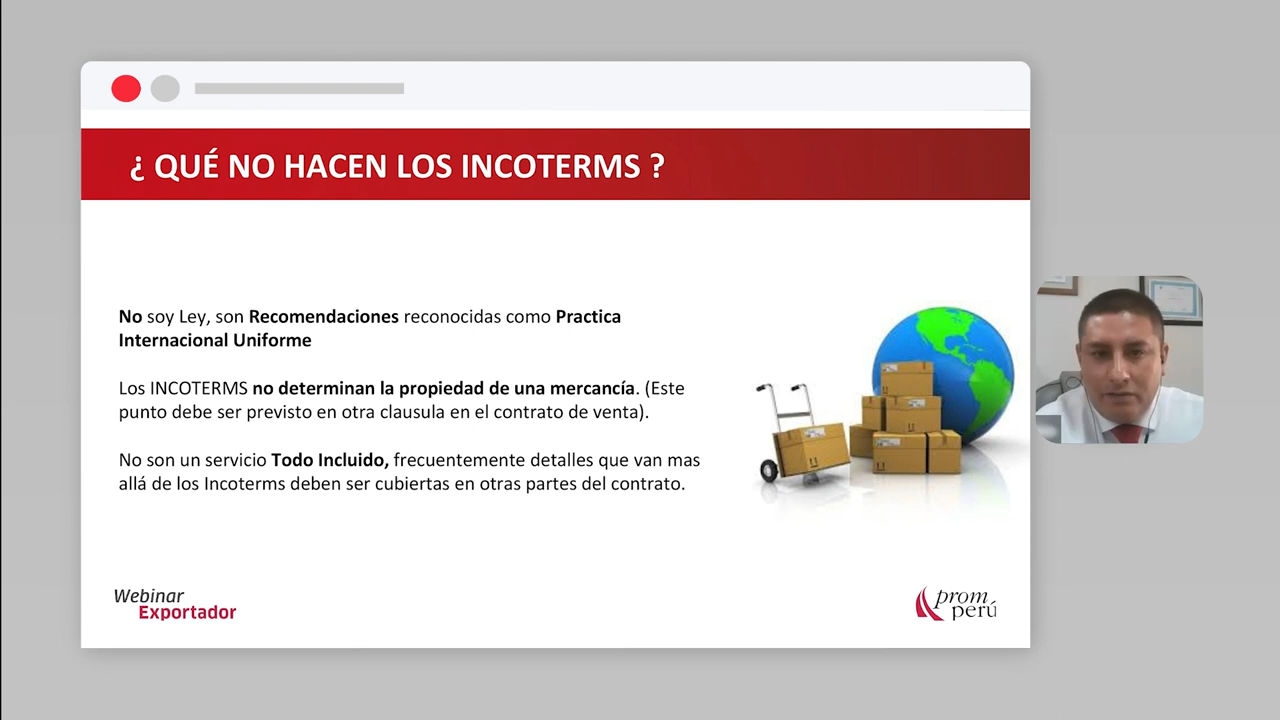 ¿ QUÉ NO HACEN LOS INCOTERMS ?
No soy Ley, son Recomendaciones reconocidas como Practica
Internacional Uniforme
Los INCOTERMS no determinan la propiedad de una mercancía. (Este
punto debe ser previsto en otra clausula en el contrato de venta).
No son un servicio Todo Incluido, frecuentemente detalles que van mas
allá de los Incoterms deben ser cubiertas en otras partes del contrato.
Webinar
Exportador
prom
perú